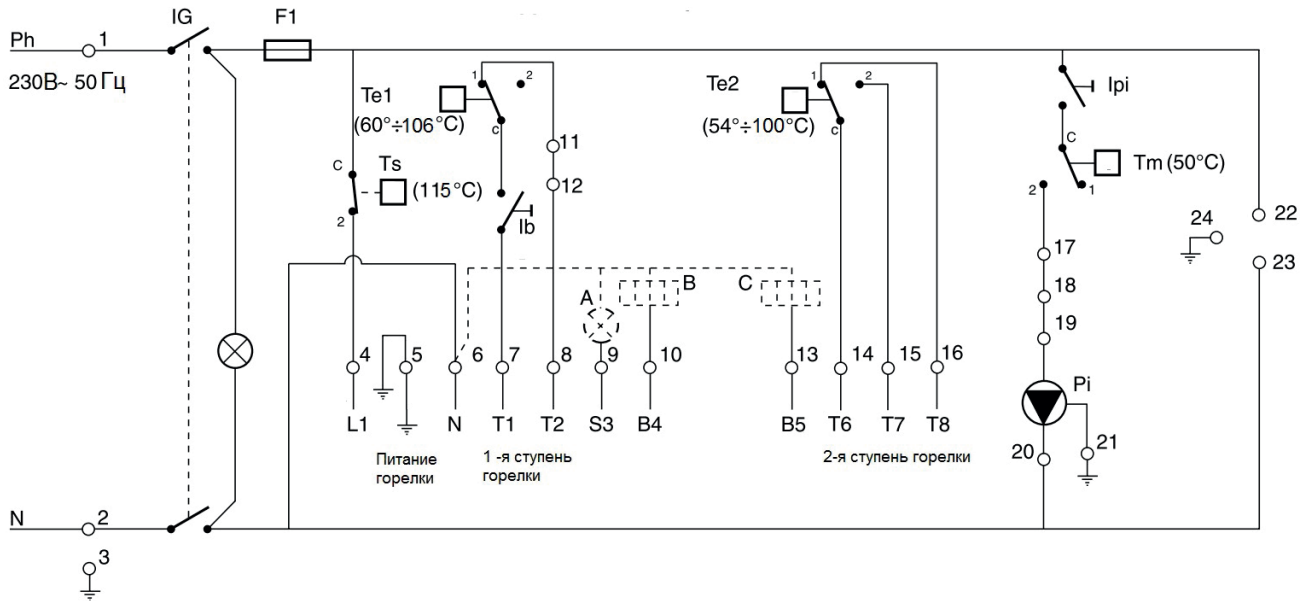 IG
F1
Ph
1
230В~ 50 Гц
Te1
1
2
(60°÷106°C)
c
11
12
C
Ts
(115°C)
2
Ib
Te2
1
2
(54°÷100°C)
c
Ipi
C
Tm (50°C)
2
1
22
24
23
17
18
19
A
B
C
4
5
6
7
8
9
10
13
14
15
16
Pi
L1
N
T1
T2
S3
B4
B5
T6
T7
T8
20
21
Питание
горелки
1 -я ступень
горелки
2-я ступень горелки
N
2
3